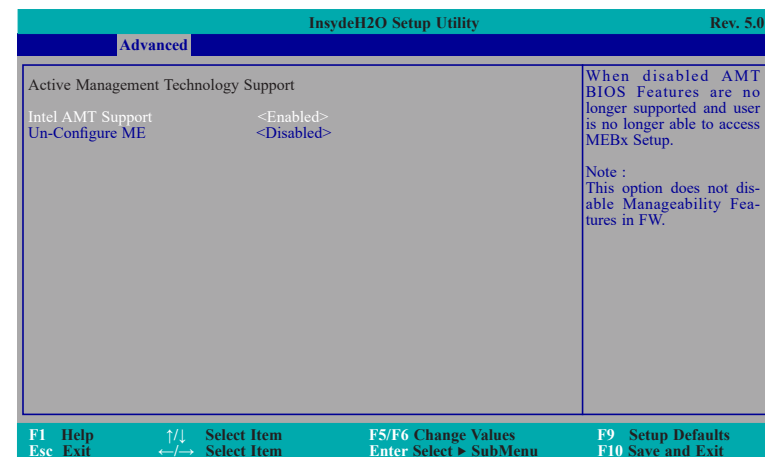 InsydeH2O Setup Utility Rev. 5.0
Advanced
Active Management Technology Support
Intel AMT Support <Enabled>
Un-Configure ME <Disabled>
When disabled AMT
BIOS Features are no
longer supported and user
is no longer able to access
MEBx Setup.
Note :
This option does not dis-
able Manageability Fea-
tures in FW.
F1 Help ↑/↓ Select Item F5/F6 Change Values F9 Setup Defaults
Esc Exit ←/→ Select Item Enter Select ▶ SubMenu F10 Save and Exit